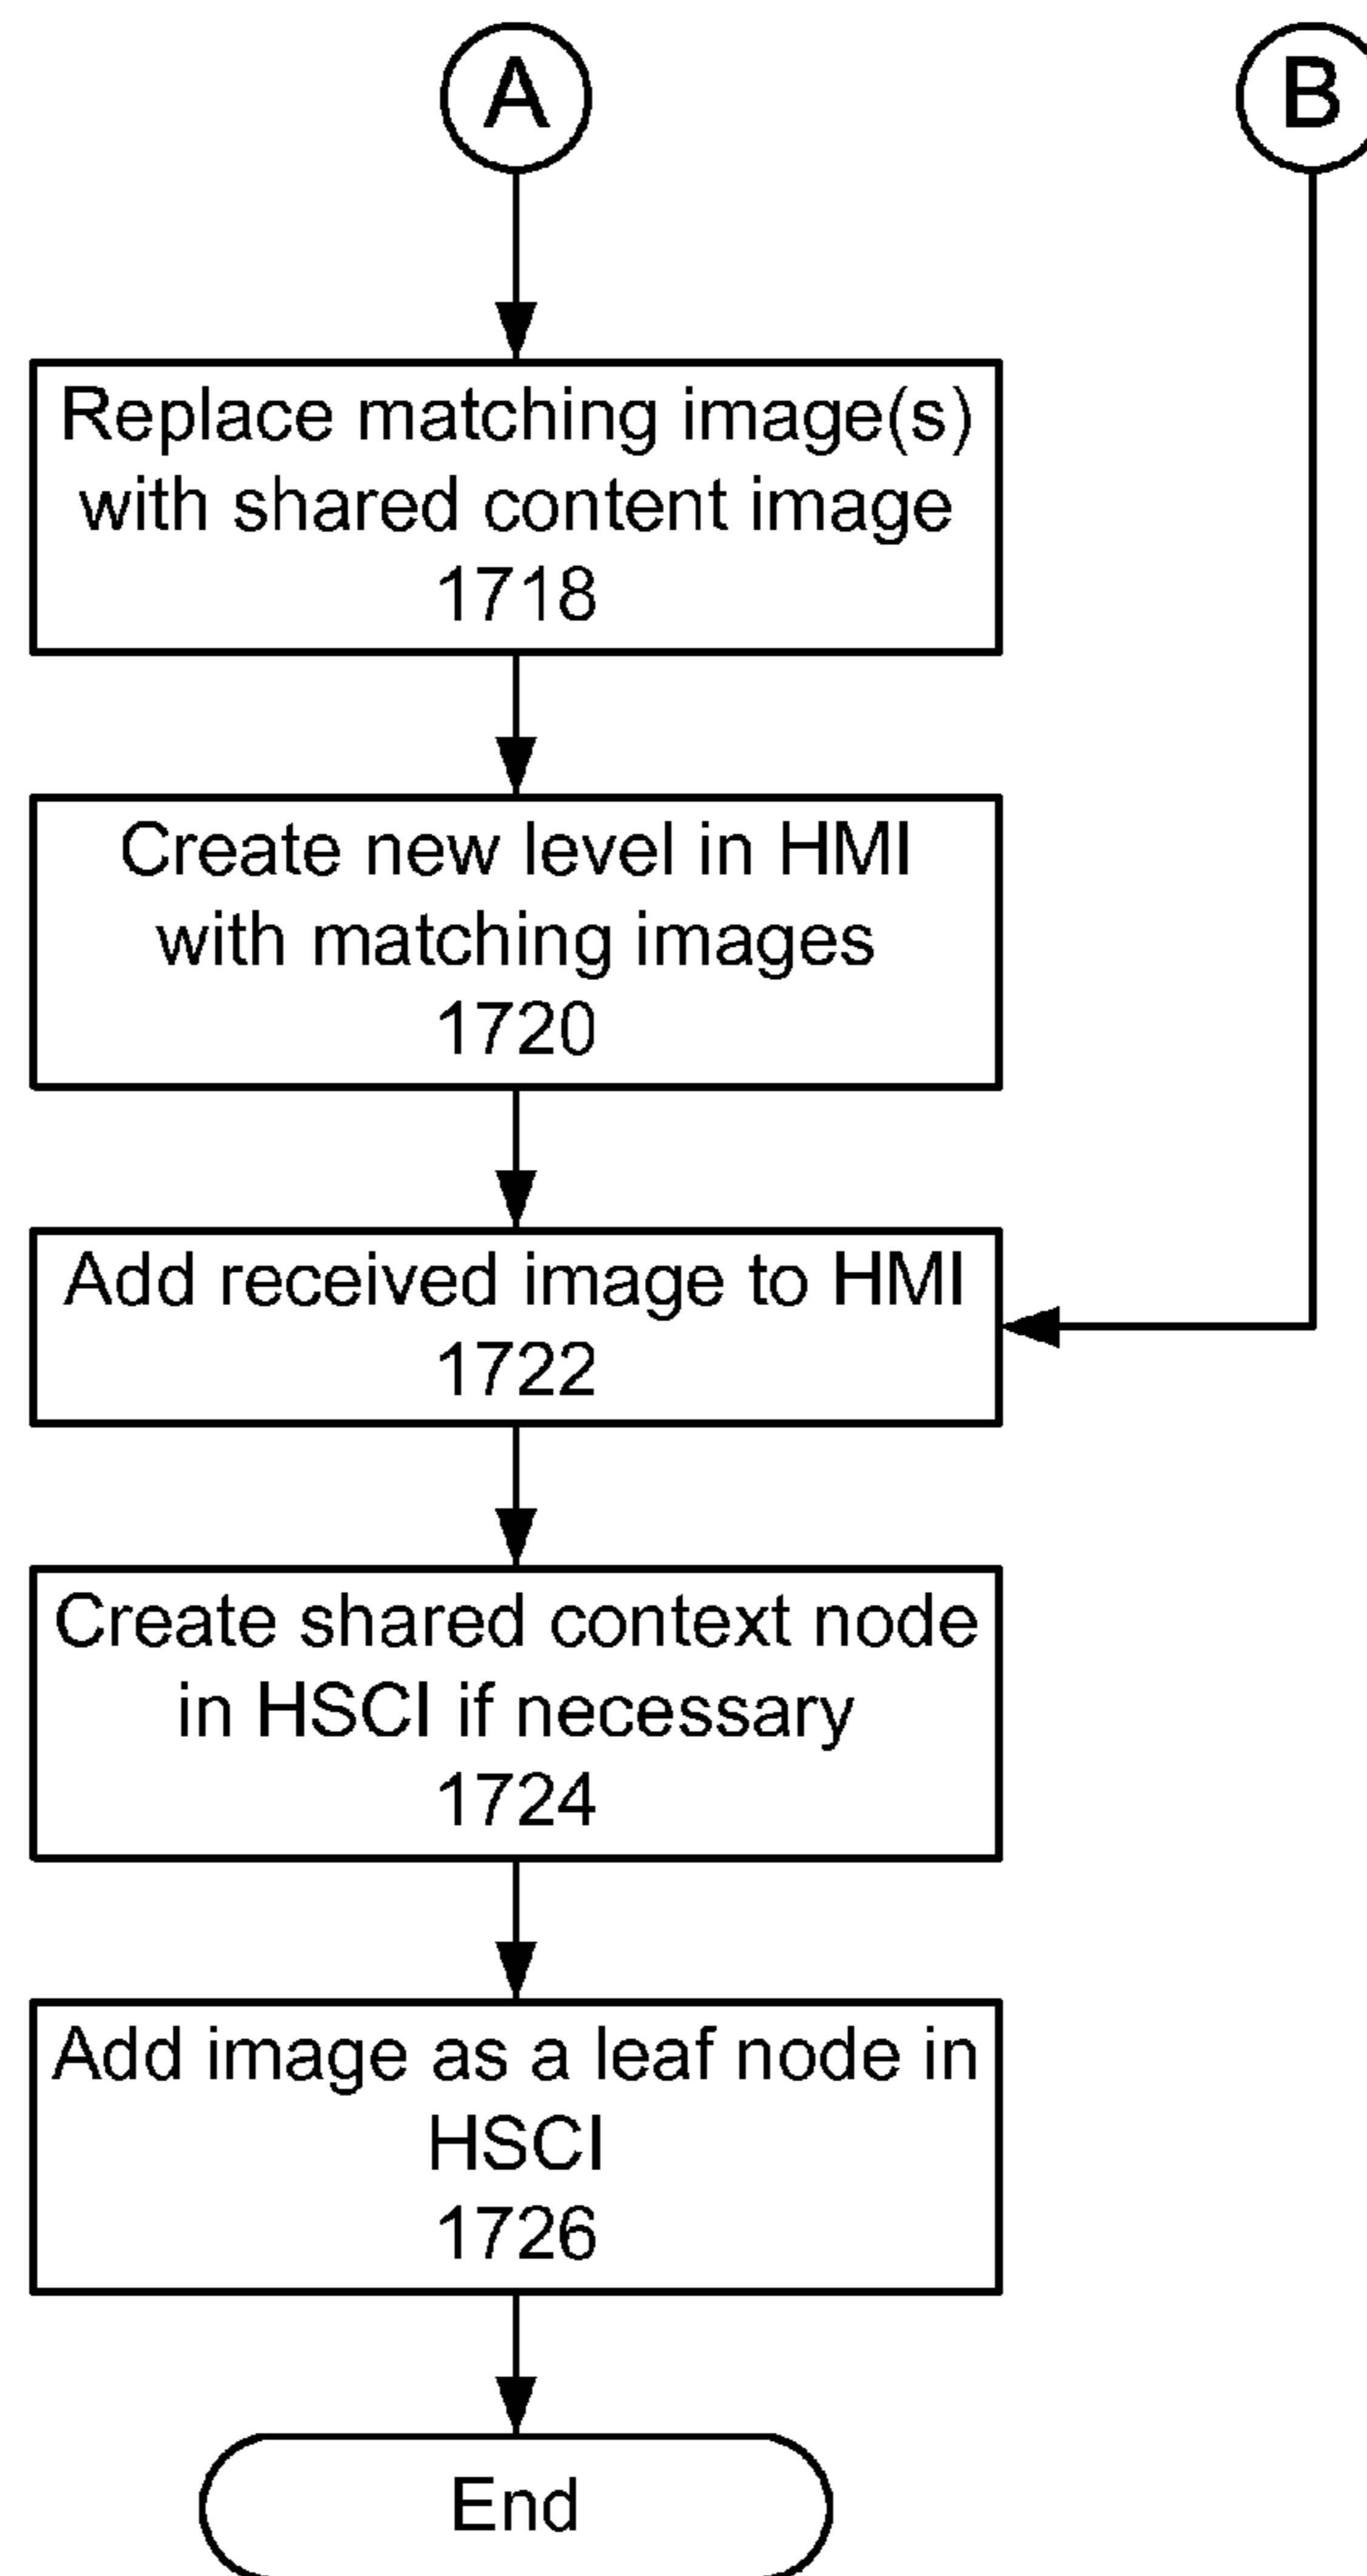 A
B
Replace matching image(s)
with shared content image
1718
Create new level in HMI
with matching images
1720
Add received image to HMI
1722
Create shared context node
in HSCI if necessary
1724
Add image as a leaf node in
HSCI
1726
End